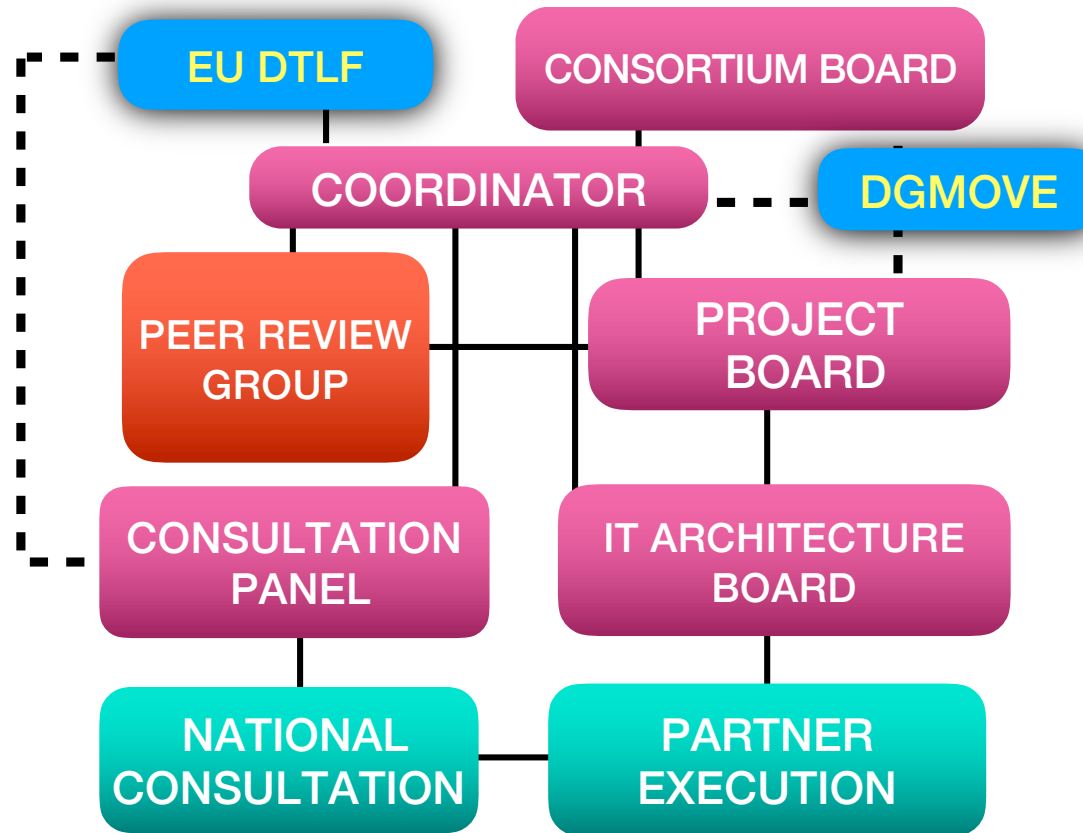 EU DTLF
CONSORTIUM BOARD
COORDINATOR
DGMOVE
PEER REVIEW
GROUP
PROJECT
BOARD
CONSULTATION
PANEL
IT ARCHITECTURE
BOARD
NATIONAL
CONSULTATION
PARTNER
EXECUTION